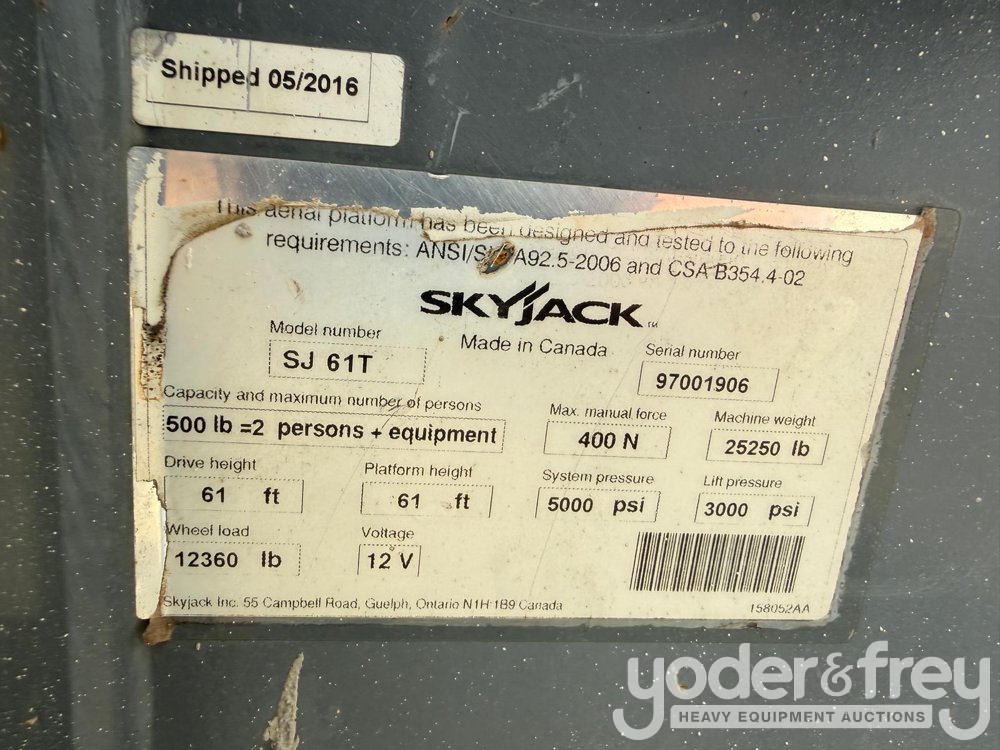 Shipped 05/2016
This aerial platform has been designed and tested to the following
requirements: ANSI/SIA A92.5-2006 and CSA B354.4-02
SKYJACK TM
Made in Canada
Model number
SJ 61T
Serial number
97001906
Capacity and maximum number of persons
500 lb =2 persons + equipment
Max. manual force
400 N
Machine weight
25250 lb
Drive height
61 ft
Platform height
61 ft
System pressure
5000 psi
Lift pressure
3000 psi
Wheel load
12360 lb
Voltage
12 V
Skyjack Inc. 55 Campbell Road, Guelph, Ontario N1H 1B9 Canada
158052AA
yoder&frey
HEAVY EQUIPMENT AUCTIONS